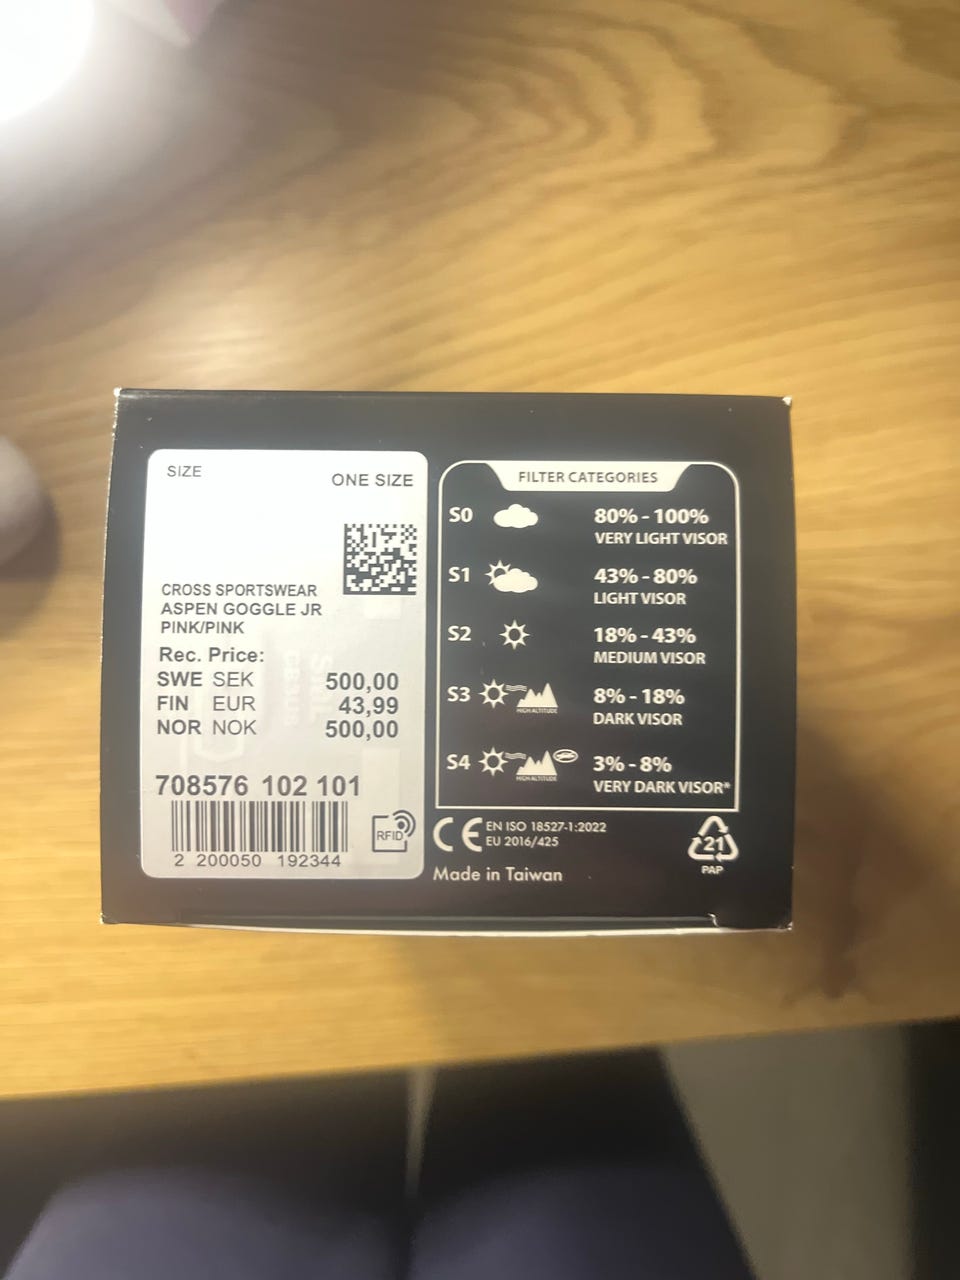 SIZE
ONE SIZE
CROSS SPORTSWEAR
ASPEN GOGGLE JR
PINK/PINK
Rec. Price:
SWE SEK 500,00
FIN EUR 43,99
NOR NOK 500,00
708576 102 101
2 200050 192344
RFID
FILTER CATEGORIES
S0 80% - 100%
VERY LIGHT VISOR
S1 43% - 80%
LIGHT VISOR
S2 18% - 43%
MEDIUM VISOR
S3 8% - 18%
HIGH ALTITUDE DARK VISOR
S4 3% - 8%
HIGH ALTITUDE VERY DARK VISOR*
CE EN ISO 18527-1:2022
EU 2016/425
Made in Taiwan
21
PAP